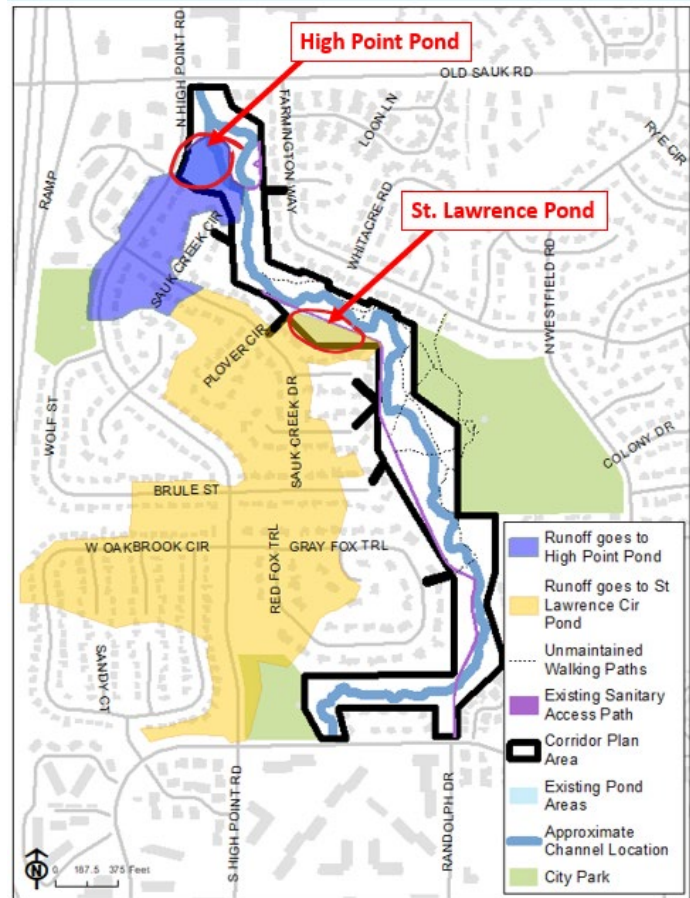 High Point Pond
N HIGH POINT RD
OLD SAUK RD
FARMINGTON WAY
LOON LN
RYE CIR
RAMP
St. Lawrence Pond
WHITACRE RD
SAUK CREEK CIR
N WESTFIELD RD
PLOVER CIR
SAUK CREEK DR
WOLF ST
COLONY DR
BRULE ST
W OAKBROOK CIR
GRAY FOX TRL
RED FOX TRL
SANDY CT
S HIGH POINT RD
RANDOLPH DR
Runoff goes to
High Point Pond
Runoff goes to St
Lawrence Cir
Pond
Unmaintained
Walking Paths
Existing Sanitary
Access Path
Corridor Plan
Area
Existing Pond
Areas
Approximate
Channel Location
City Park
N
0 187.5 375 Feet